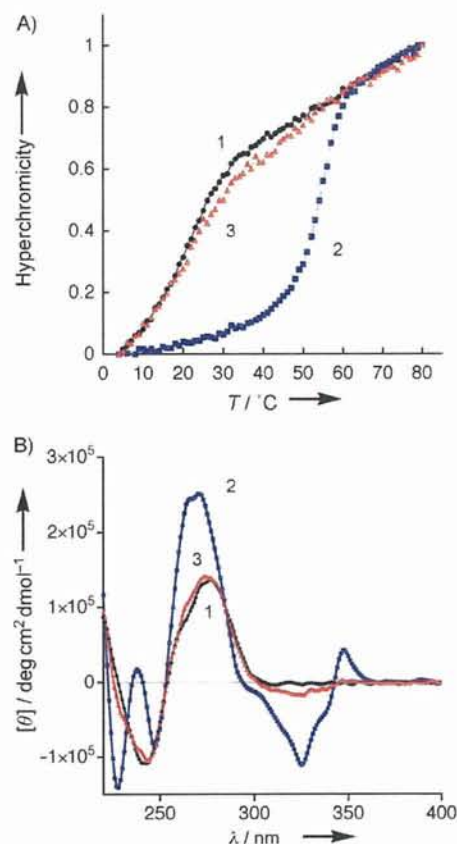 A)
Hyperchromicity
1
0.8
0.6
0.4
0.2
0
1
3
2
0 10 20 30 40 50 60 70 80
T / °C
B)
[θ] / deg cm² dmol⁻¹
3×10⁵
2×10⁵
1×10⁵
0
-1×10⁵
2
3
1
250 300 350 400
λ / nm